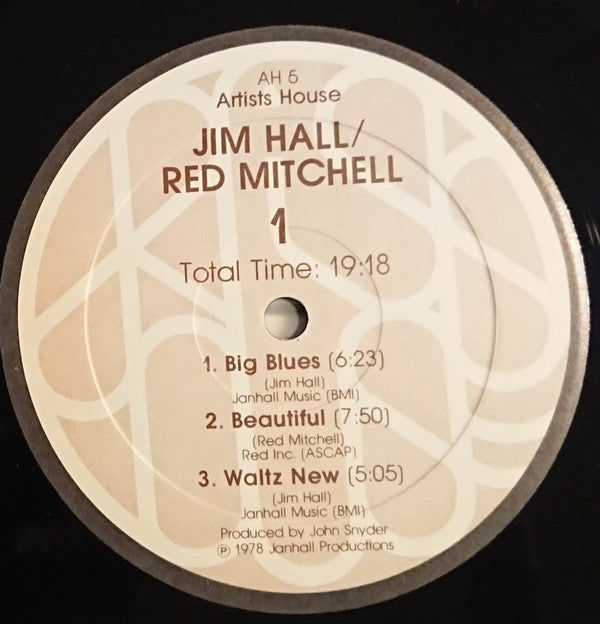 AH 5
Artists House
JIM HALL/
RED MITCHELL
1
Total Time: 19:18
1. Big Blues (6:23)
(Jim Hall)
Janhall Music (BMI)
2. Beautiful (7:50)
(Red Mitchell)
Red Inc. (ASCAP)
3. Waltz New (5:05)
(Jim Hall)
Janhall Music (BMI)
Produced by John Snyder
℗ 1978 Janhall Productions